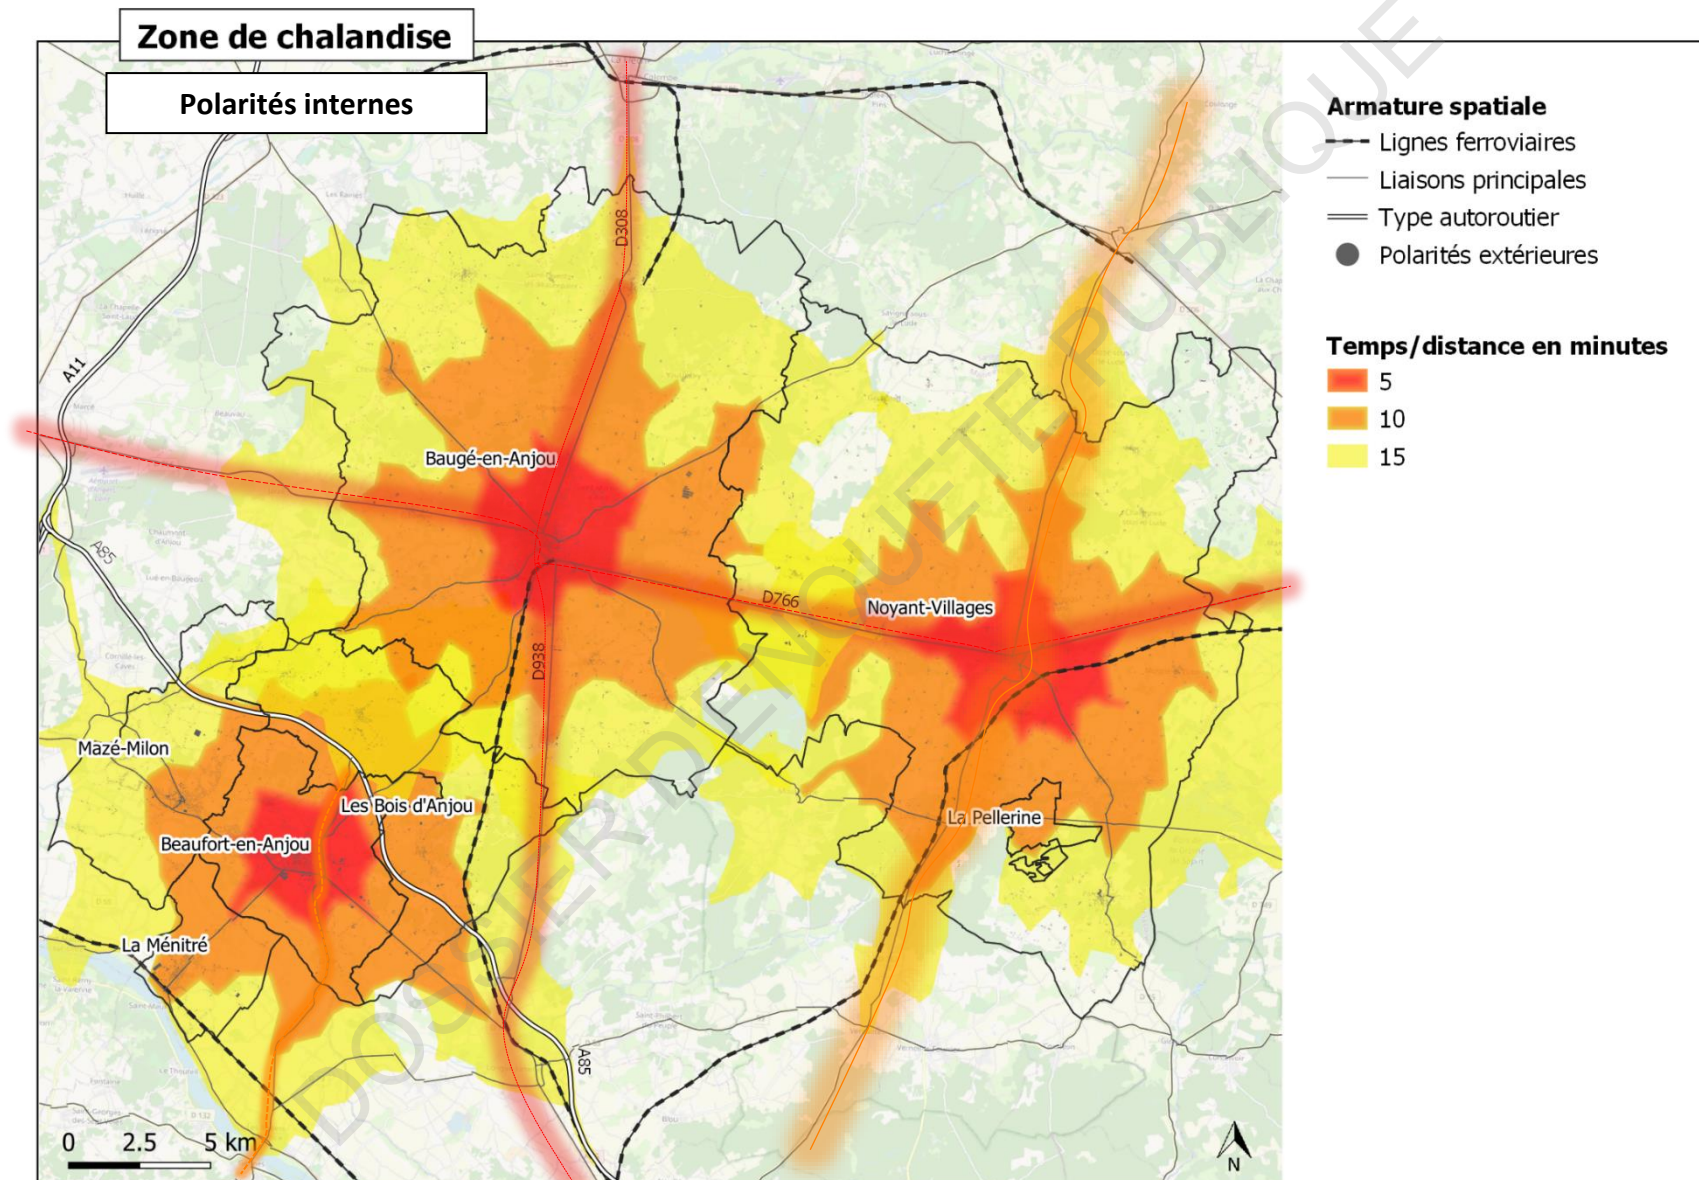 Zone de chalandise
Polarités internes
Armature spatiale
Lignes ferroviaires
Liaisons principales
Type autoroutier
Polarités extérieures
Temps/distance en minutes
5
10
15
A11
A85
D308
Baugé-en-Anjou
D766
Noyant-Villages
D938
Mazé-Milon
Les Bois d'Anjou
La Pellerine
Beaufort-en-Anjou
La Ménitré
A85
0 2.5 5 km
N
DOSSIER D'ENQUETE PUBLIQUE